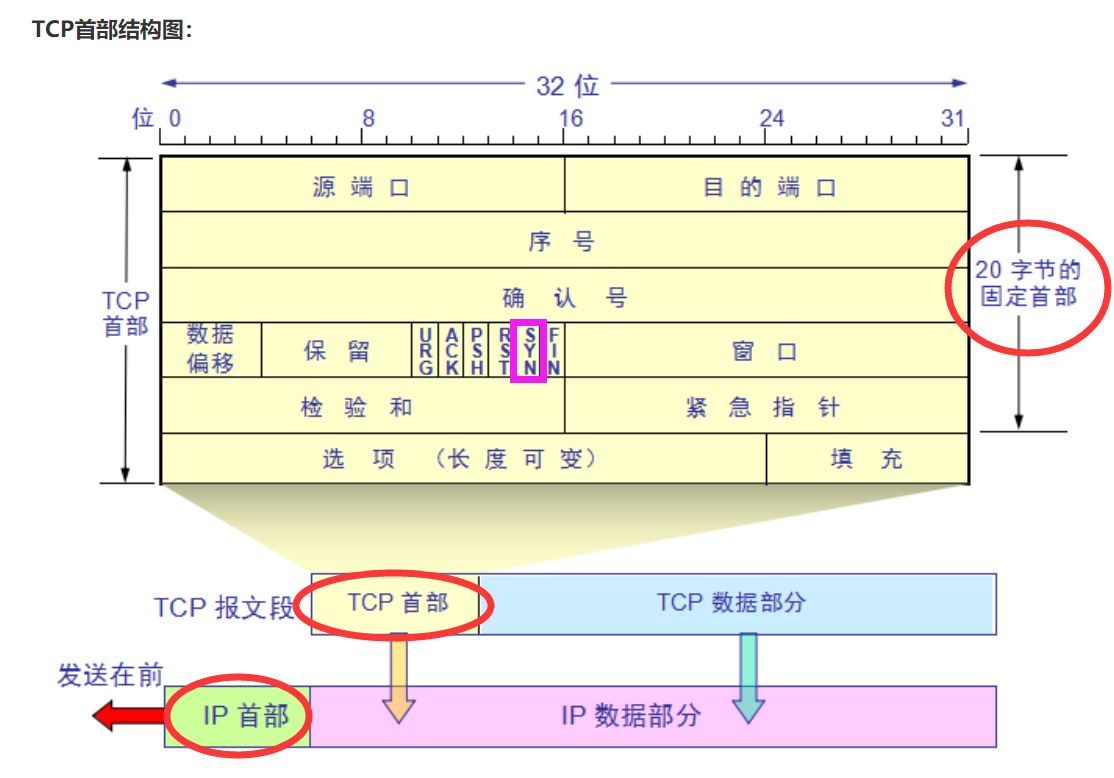 TCP首部结构图：
32 位
位 0 8 16 24 31
源 端 口 目 的 端 口
序 号
20 字节的
固定首部
确 认 号
TCP
首部
数据
偏移
保 留
URG
ACK
PSH
RST
SYN
FIN
窗 口
检 验 和 紧 急 指 针
选 项 （长 度 可 变） 填 充
TCP 报文段 TCP 首部 TCP 数据部分
发送在前
IP 首部 IP 数据部分